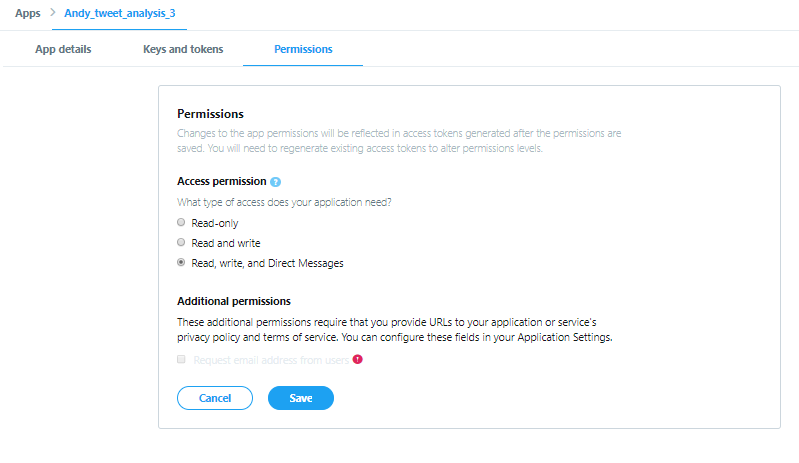 Apps > Andy_tweet_analysis_3
App details Keys and tokens Permissions
Permissions
Changes to the app permissions will be reflected in access tokens generated after the permissions are
saved. You will need to regenerate existing access tokens to alter permissions levels.
Access permission ?
What type of access does your application need?
Read-only
Read and write
Read, write, and Direct Messages
Additional permissions
These additional permissions require that you provide URLs to your application or service's
privacy policy and terms of service. You can configure these fields in your Application Settings.
Request email address from users
Cancel Save